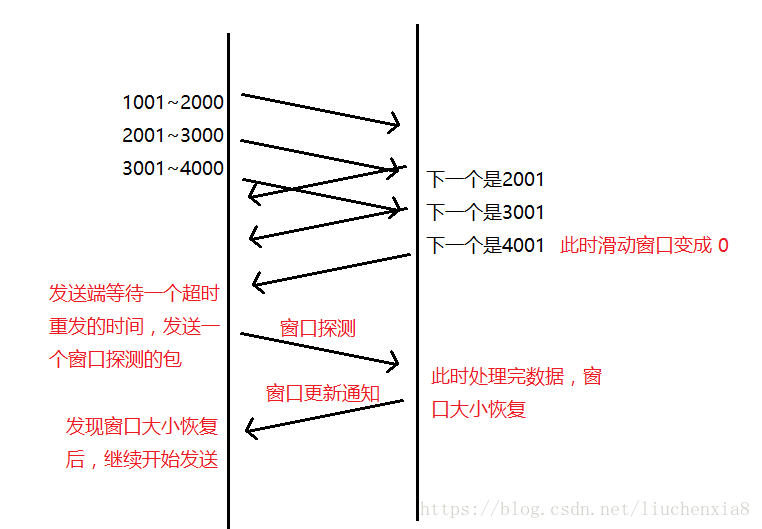 1001~2000
2001~3000
3001~4000
下一个是2001
下一个是3001
下一个是4001 此时滑动窗口变成 0
发送端等待一个超时
重发的时间，发送一
个窗口探测的包
窗口探测
此时处理完数据，窗
口大小恢复
窗口更新通知
发现窗口大小恢复
后，继续开始发送
https://blog.csdn.net/liuchenxia8